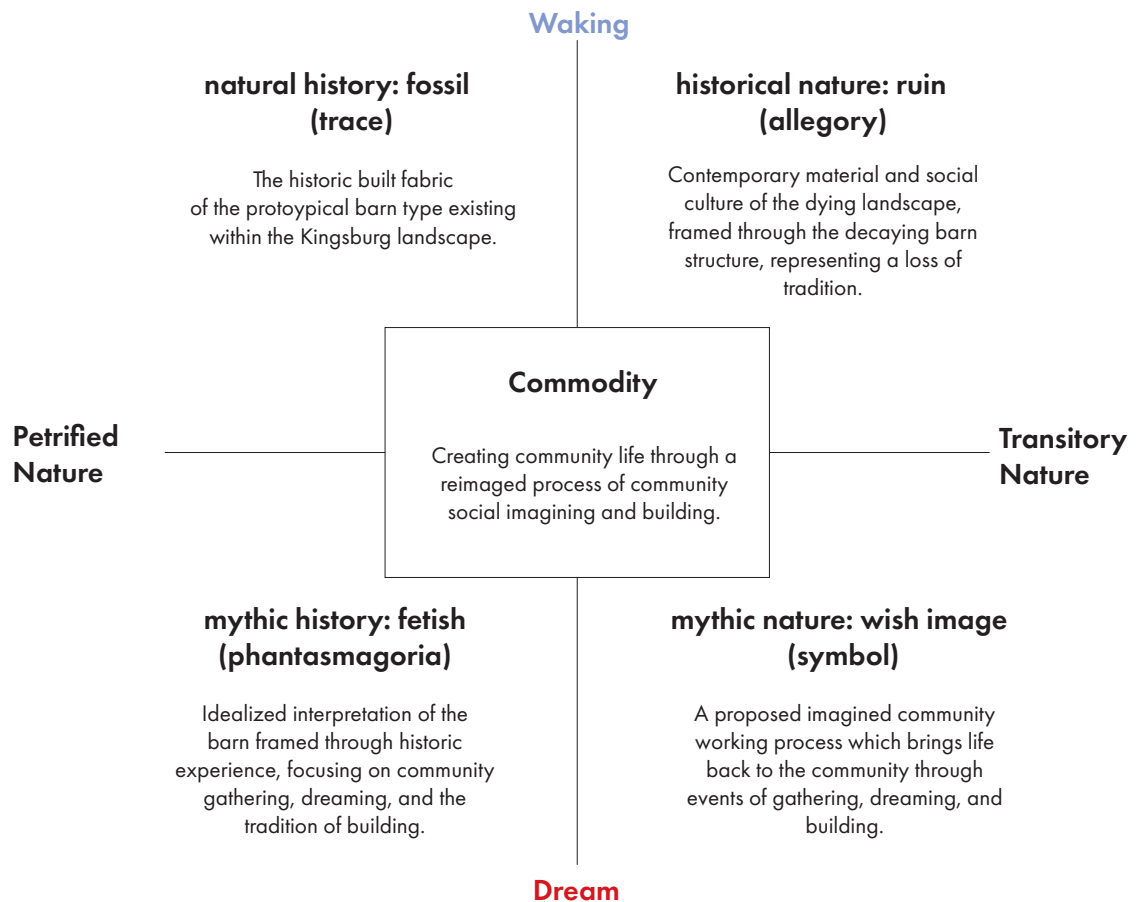 Waking
natural history: fossil
(trace)
The historic built fabric
of the protoypical barn type existing
within the Kingsburg landscape.
historical nature: ruin
(allegory)
Contemporary material and social
culture of the dying landscape,
framed through the decaying barn
structure, representing a loss of
tradition.
Petrified
Nature
Commodity
Creating community life through a
reimaged process of community
social imagining and building.
Transitory
Nature
mythic history: fetish
(phantasmagoria)
Idealized interpretation of the
barn framed through historic
experience, focusing on community
gathering, dreaming, and the
tradition of building.
mythic nature: wish image
(symbol)
A proposed imagined community
working process which brings life
back to the community through
events of gathering, dreaming, and
building.
Dream